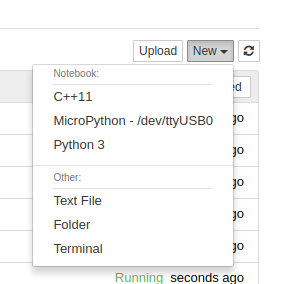 Upload New
Notebook:
ed
C++11
MicroPython - /dev/ttyUSB0 go
Python 3 go
Other:
Text File go
Folder go
Terminal go
Running seconds ago